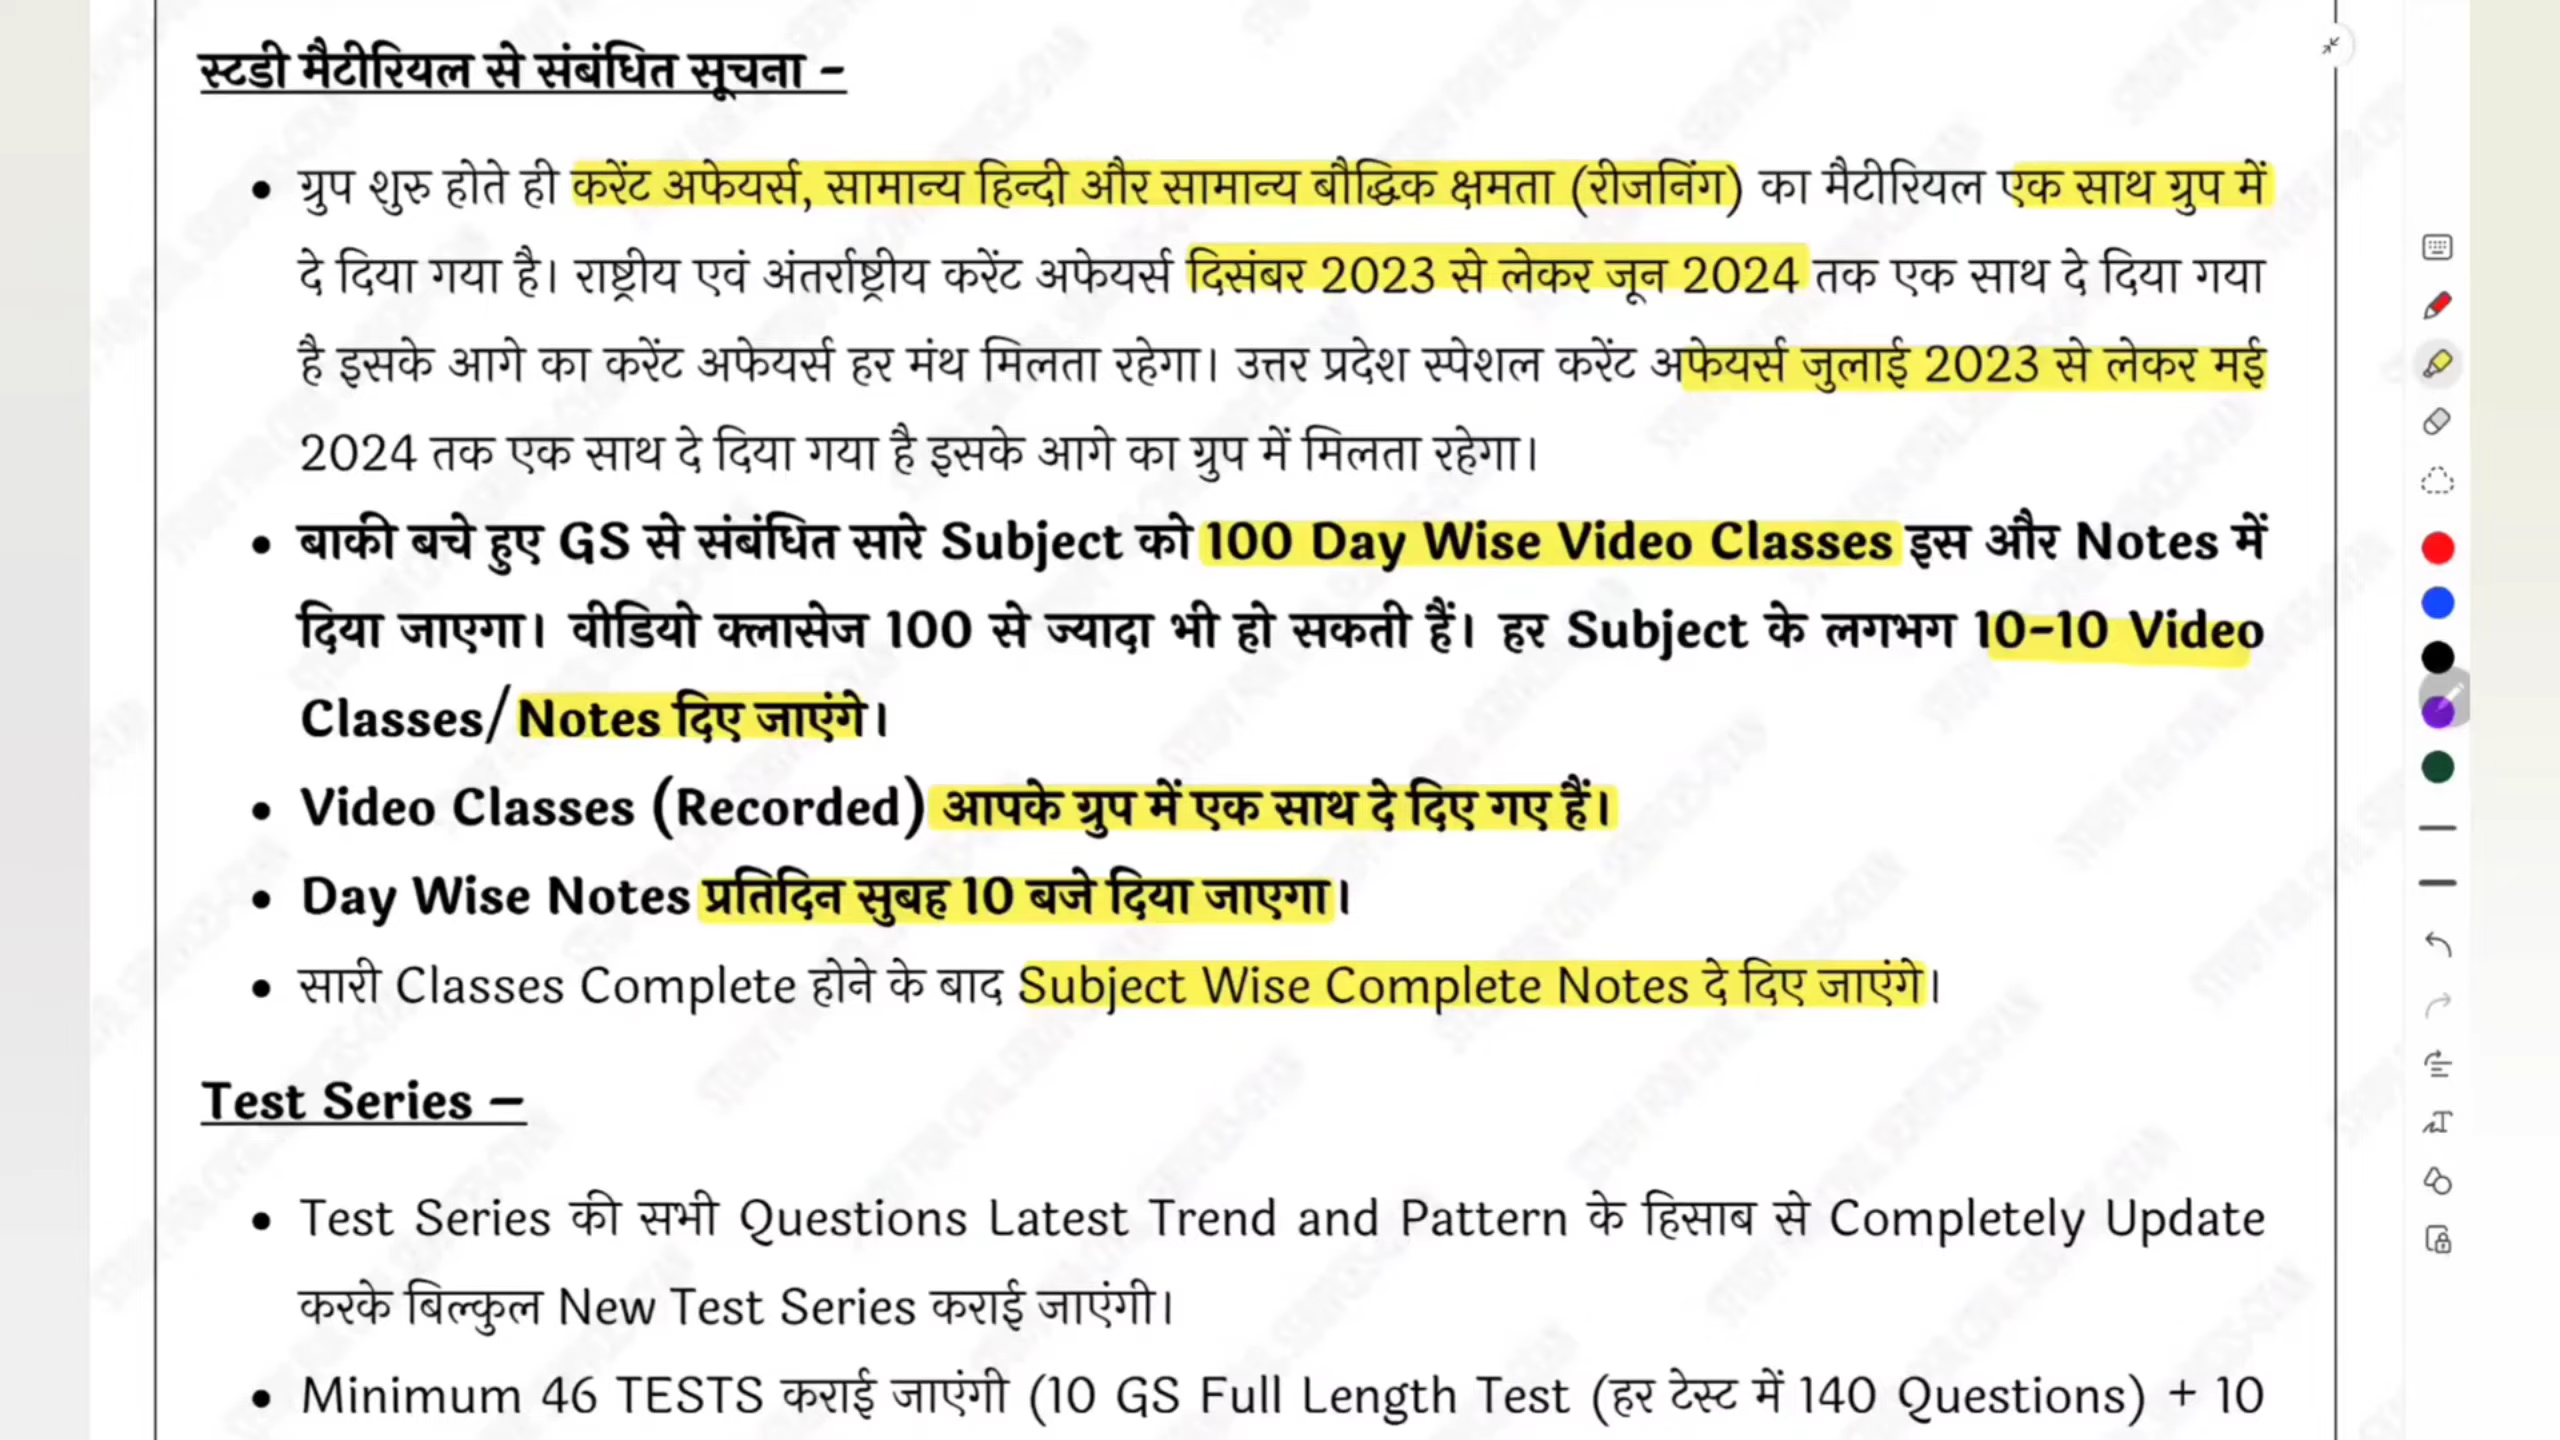 स्टडी मैटीरियल से संबंधित सूचना –
• ग्रुप शुरु होते ही करेंट अफेयर्स, सामान्य हिन्दी और सामान्य बौद्धिक क्षमता (रीजनिंग) का मैटीरियल एक साथ ग्रुप में
दे दिया गया है। राष्ट्रीय एवं अंतर्राष्ट्रीय करेंट अफेयर्स दिसंबर 2023 से लेकर जून 2024 तक एक साथ दे दिया गया
है इसके आगे का करेंट अफेयर्स हर मंथ मिलता रहेगा। उत्तर प्रदेश स्पेशल करेंट अफेयर्स जुलाई 2023 से लेकर मई
2024 तक एक साथ दे दिया गया है इसके आगे का ग्रुप में मिलता रहेगा।
• बाकी बचे हुए GS से संबंधित सारे Subject को 100 Day Wise Video Classes इस और Notes में
दिया जाएगा। वीडियो क्लासेज 100 से ज्यादा भी हो सकती हैं। हर Subject के लगभग 10-10 Video
Classes/Notes दिए जाएंगे।
• Video Classes (Recorded) आपके ग्रुप में एक साथ दे दिए गए हैं।
• Day Wise Notes प्रतिदिन सुबह 10 बजे दिया जाएगा।
• सारी Classes Complete होने के बाद Subject Wise Complete Notes दे दिए जाएंगे।
Test Series –
• Test Series की सभी Questions Latest Trend and Pattern के हिसाब से Completely Update
करके बिल्कुल New Test Series कराई जाएंगी।
• Minimum 46 TESTS कराई जाएंगी (10 GS Full Length Test (हर टेस्ट में 140 Questions) + 10
STUDY FOR CIVIL SERVICES-GYAN